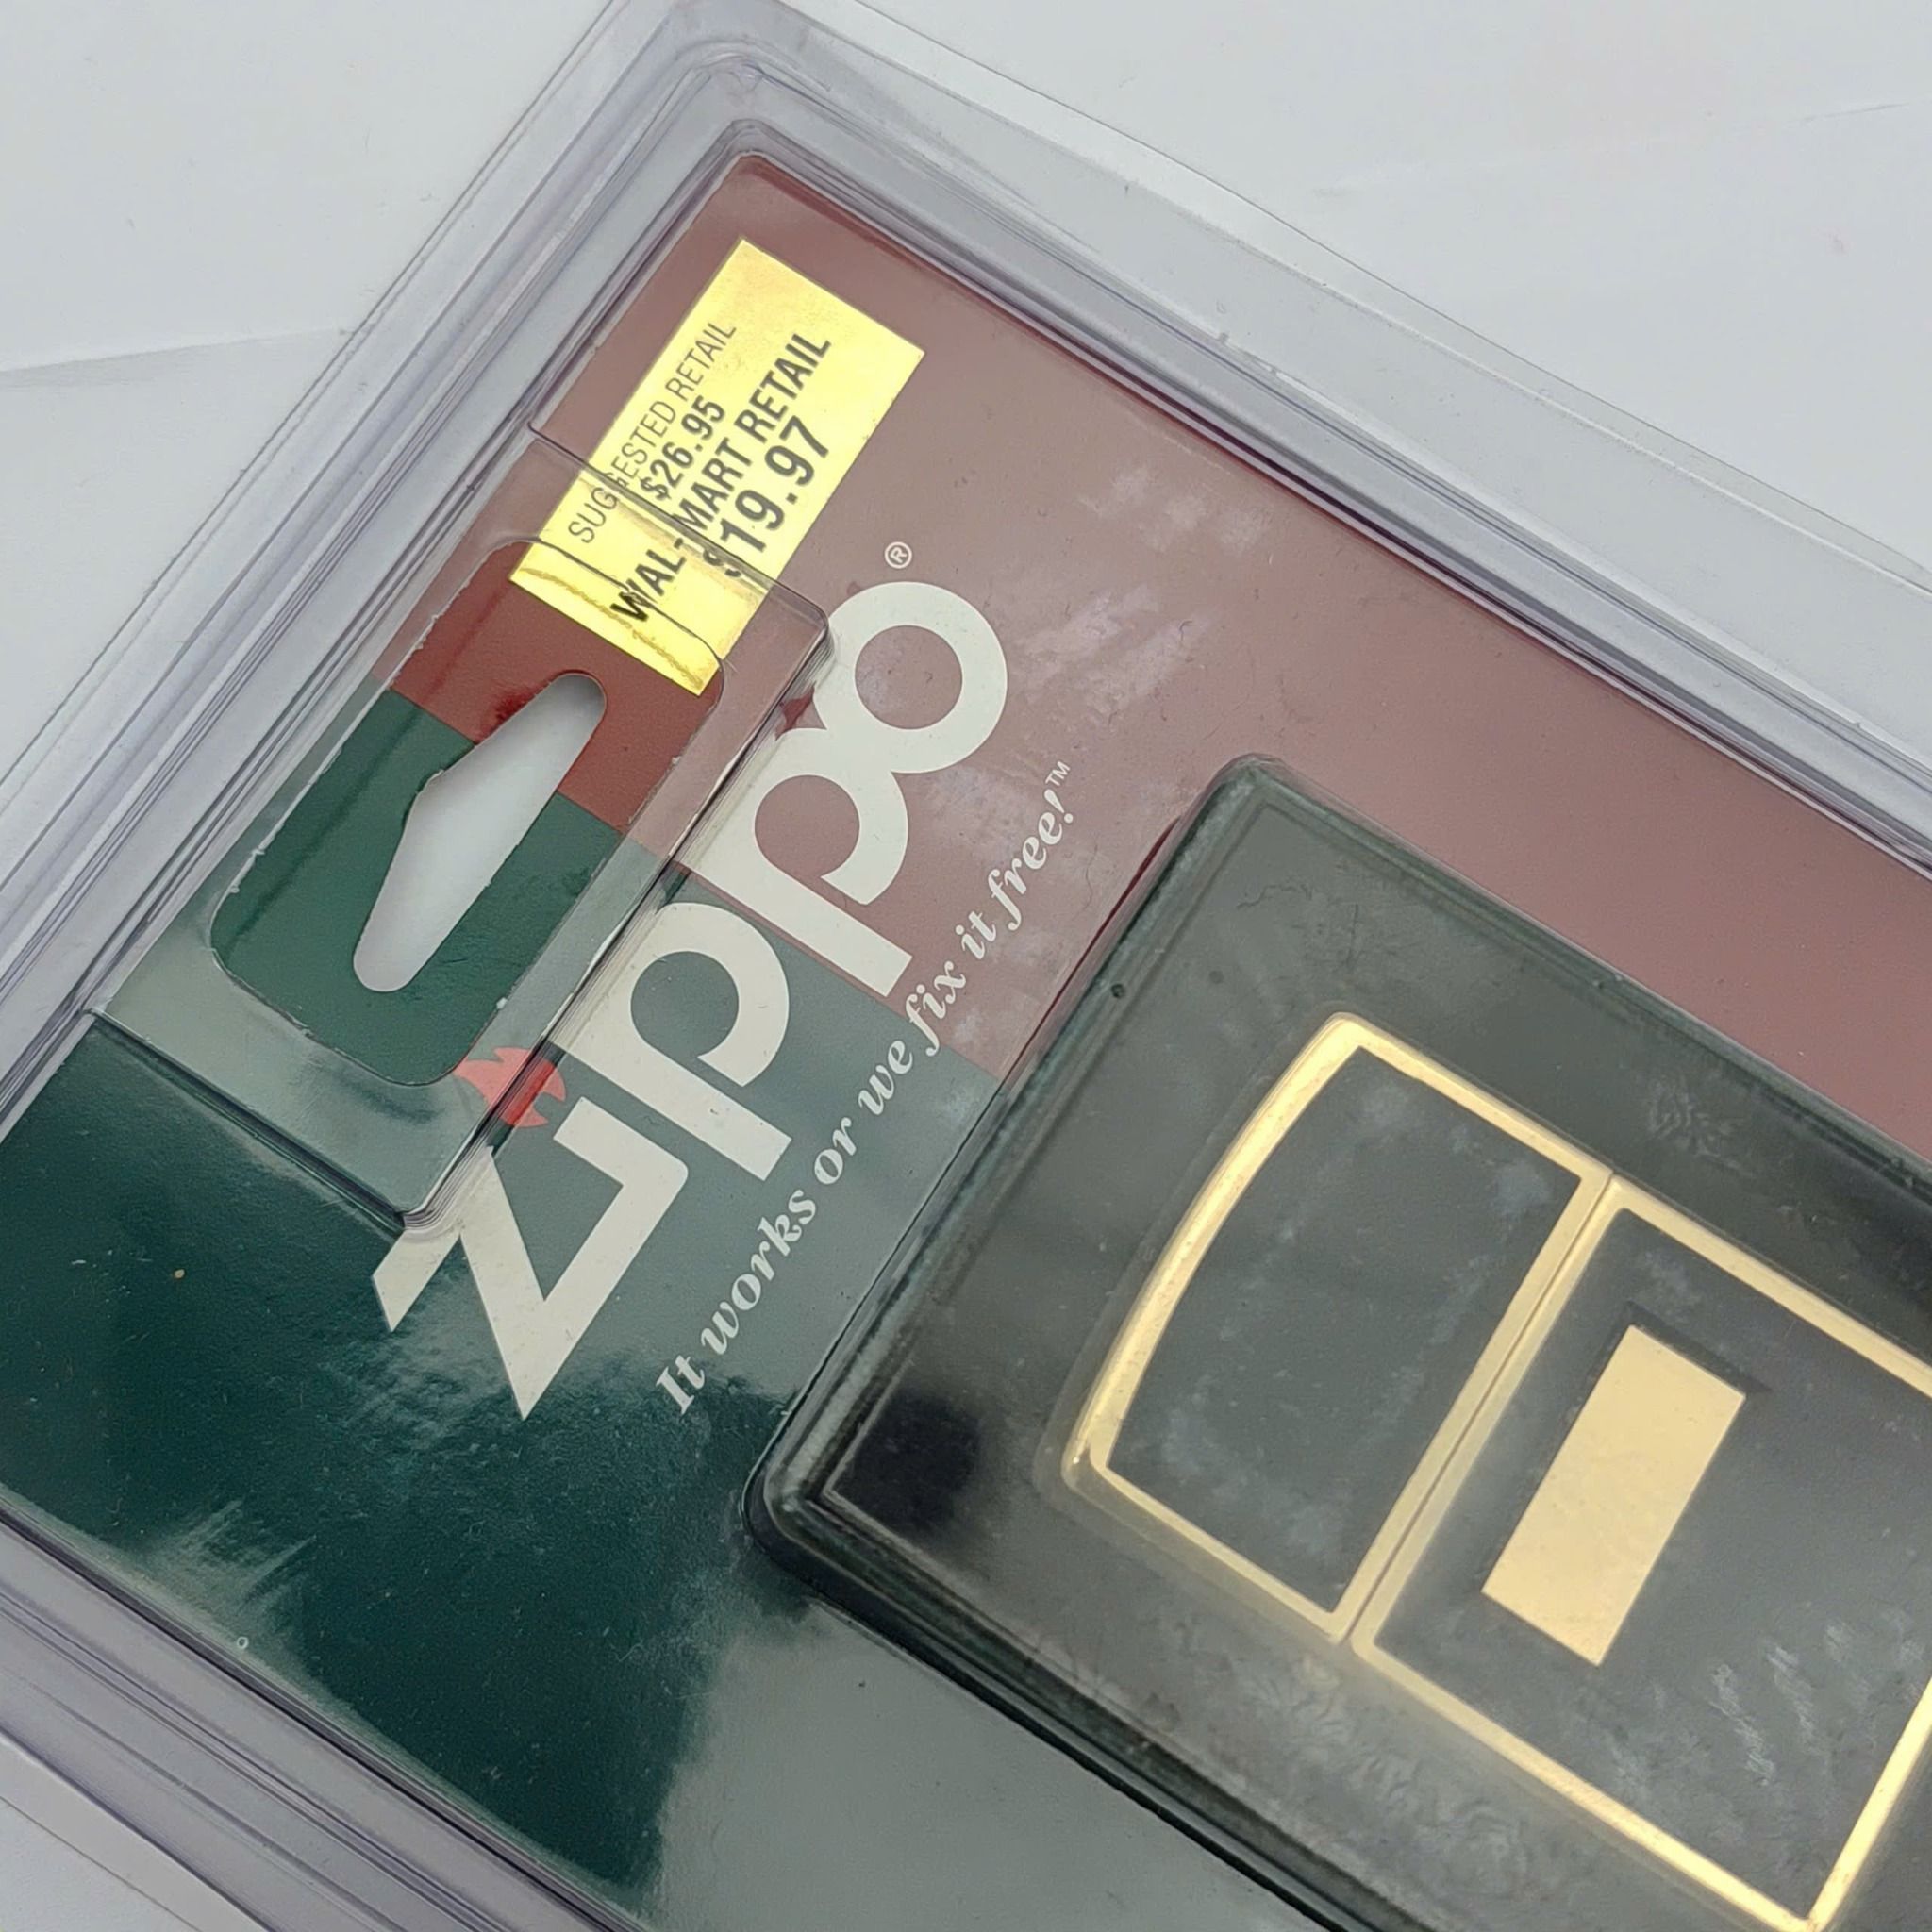 SUGGESTED RETAIL
$26.95
WAL-MART RETAIL
$19.97
zippo®
It works or we fix it free!™